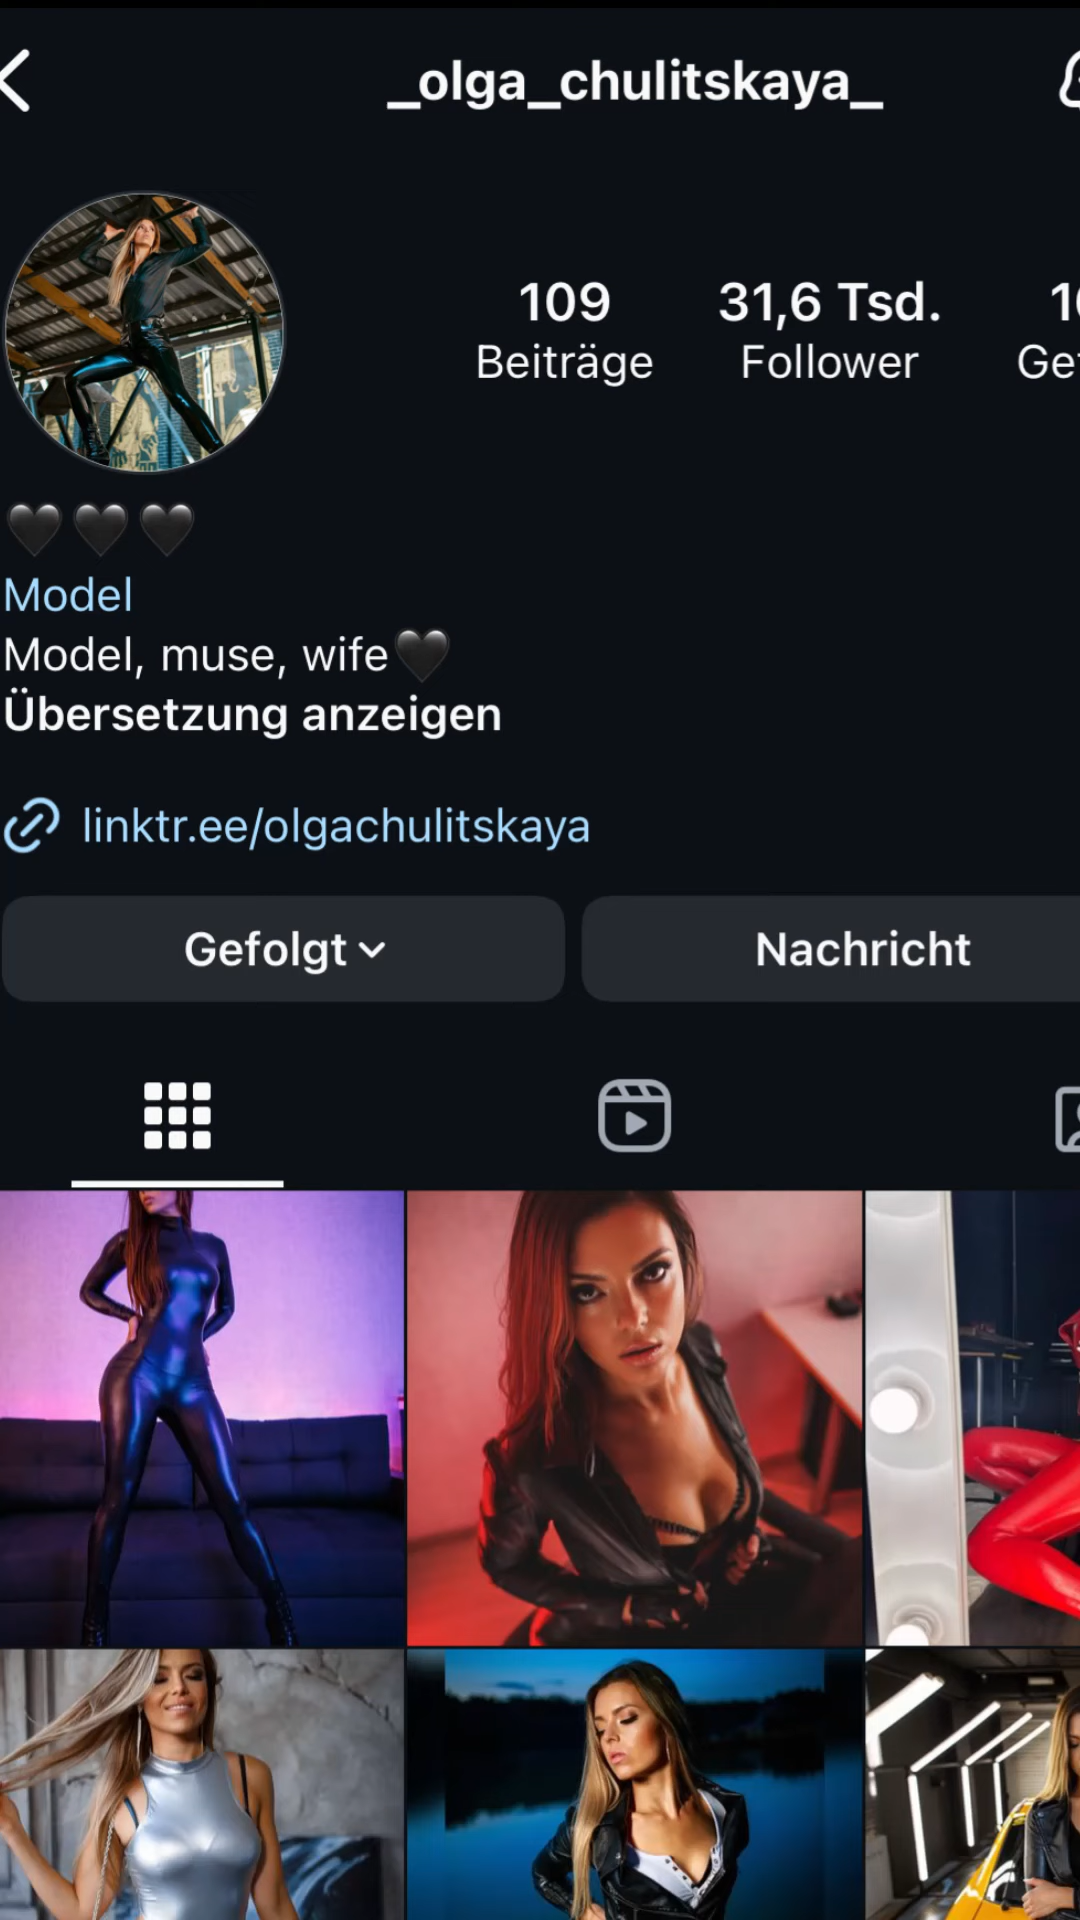 _olga_chulitskaya_
109
31,6 Tsd.
Beiträge
Follower
🖤🖤🖤
Model
Model, muse, wife🖤
Übersetzung anzeigen
linktr.ee/olgachulitskaya
Gefolgt
Nachricht